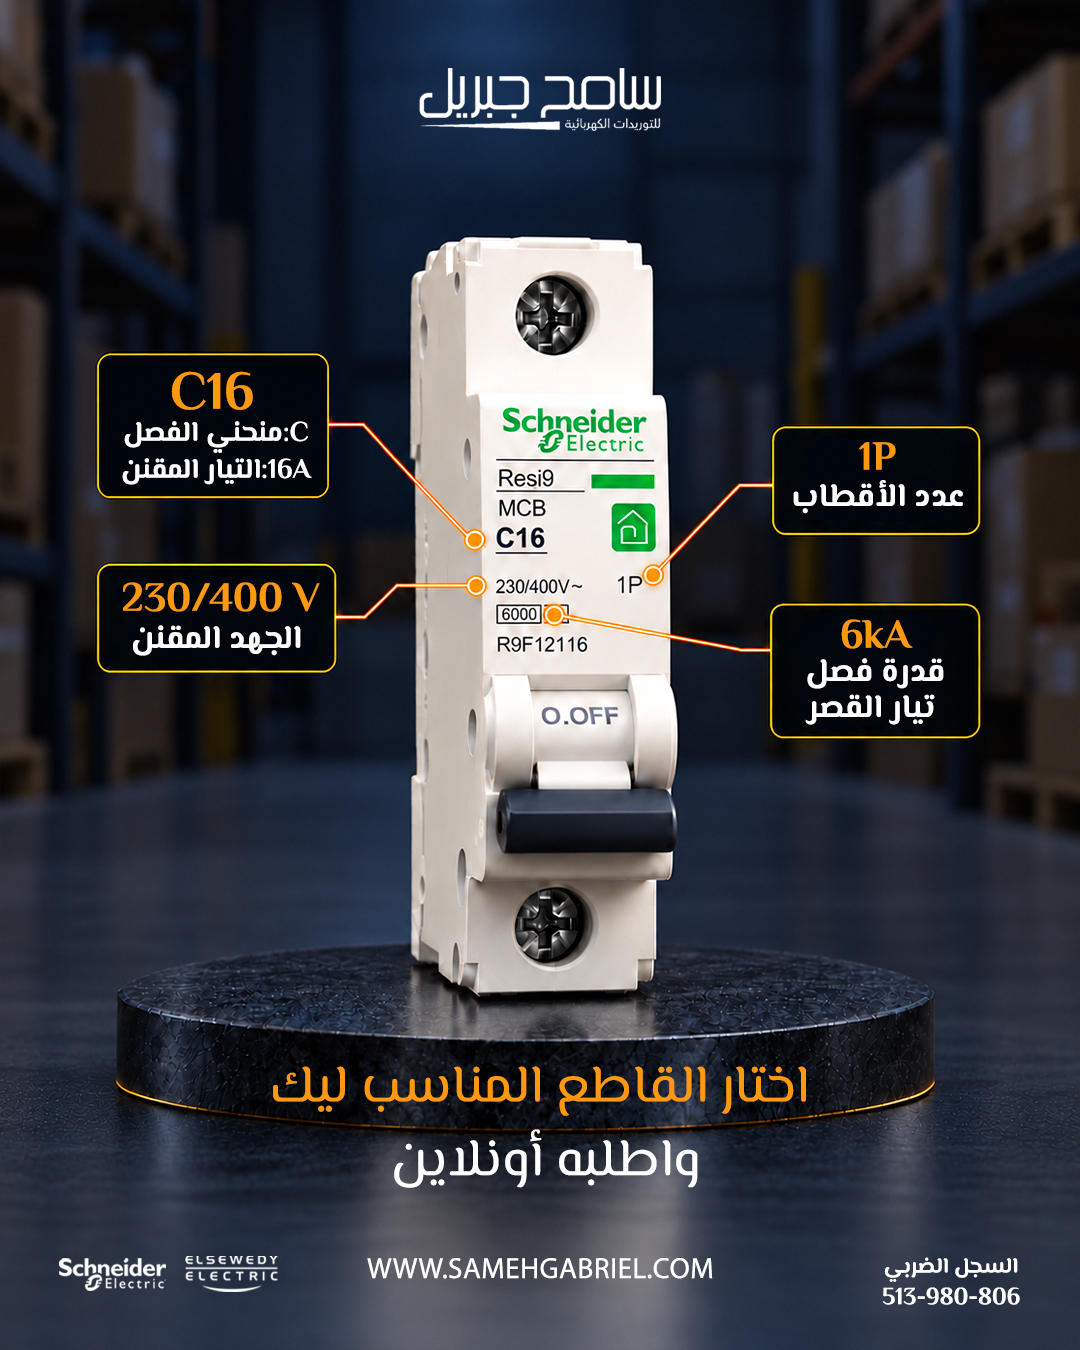 سامح جبريل
للتوريدات الكهربائية
C16
C:منحني الفصل
16A:التيار المقنن
230/400 V
الجهد المقنن
1P
عدد الأقطاب
6kA
قدرة فصل
تيار القصر
Schneider
Electric
Resi9
MCB
C16
230/400V~
1P
6000
R9F12116
O.OFF
اختار القاطع المناسب ليك
واطلبه أونلاين
Schneider
Electric
ELSEWEDY
ELECTRIC
WWW.SAMEHGABRIEL.COM
السجل الضريبي
513-980-806